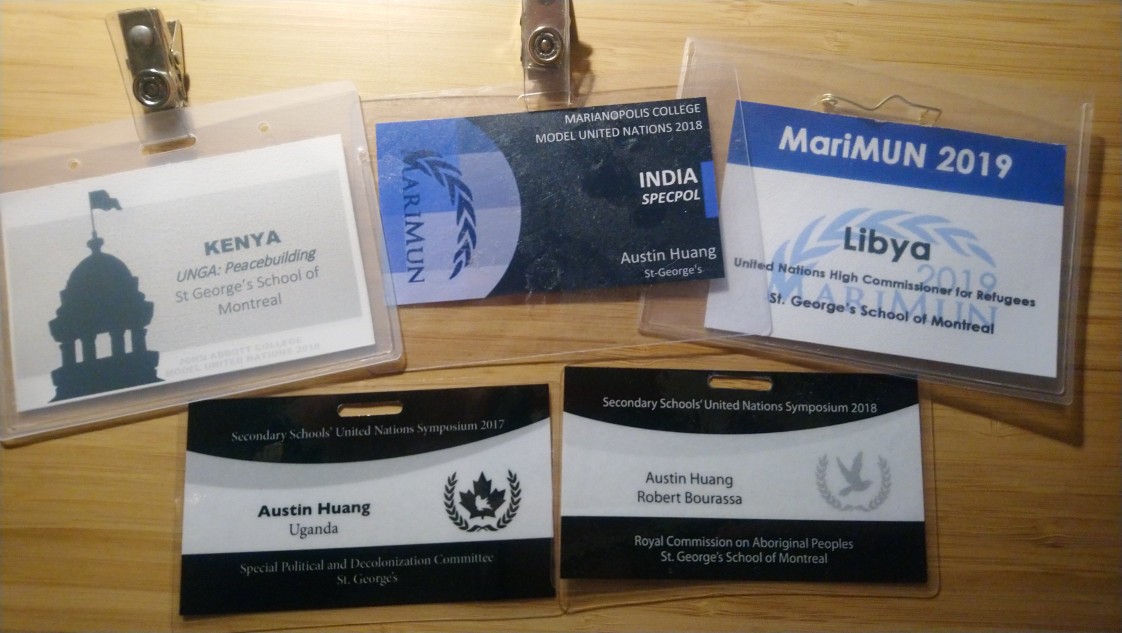 KENYA
UNGA: Peacebuilding
St George's School of
Montreal
JOHN ABBOTT COLLEGE
MODEL UNITED NATIONS 2018
MARIMUN
MARIANOPOLIS COLLEGE
MODEL UNITED NATIONS 2018
INDIA
SPECPOL
Austin Huang
St-George's
MariMUN 2019
Libya
United Nations High Commissioner for Refugees
2019
MARIMUN
St. George's School of Montreal
Secondary Schools' United Nations Symposium 2017
Austin Huang
Uganda
Special Political and Decolonization Committee
St. George's
Secondary Schools' United Nations Symposium 2018
Austin Huang
Robert Bourassa
Royal Commission on Aboriginal Peoples
St. George's School of Montreal